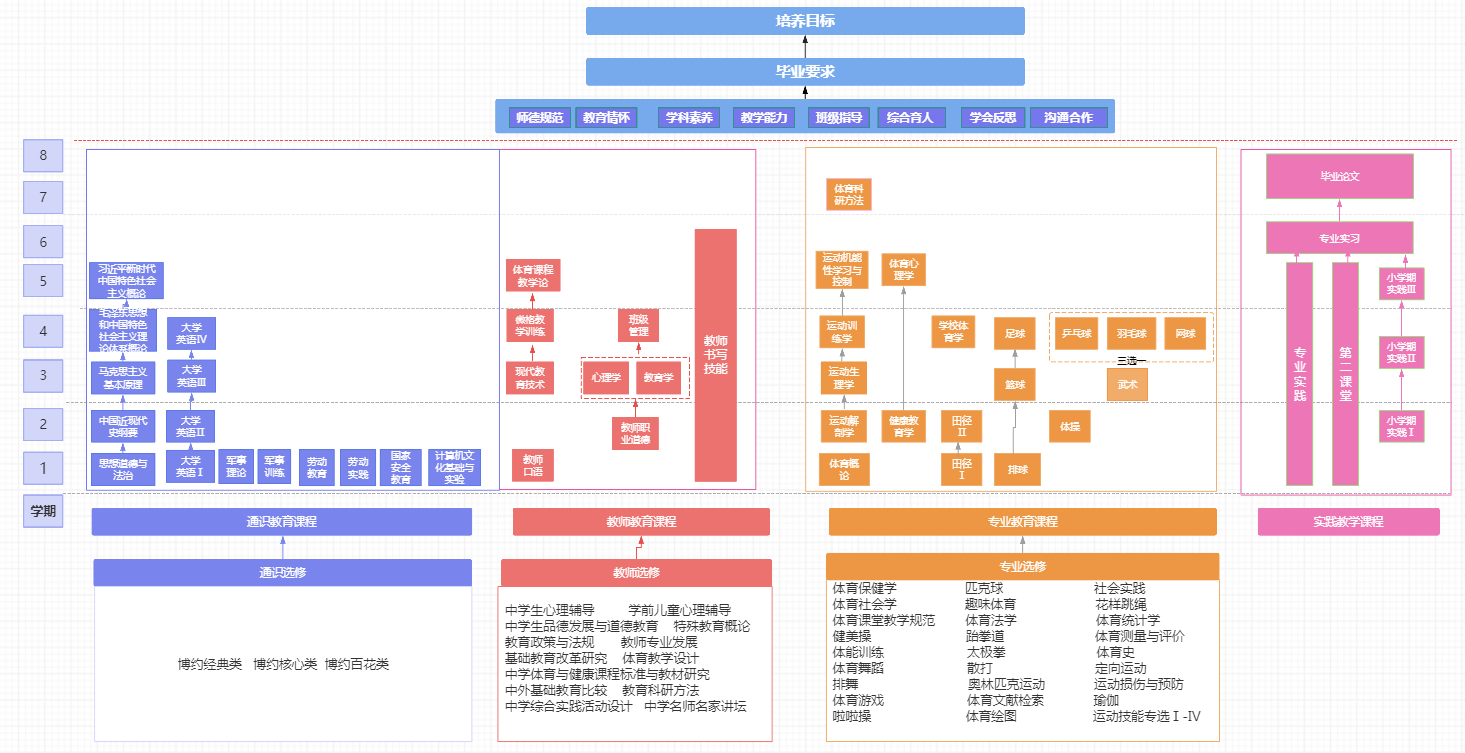 培养目标
毕业要求
师德规范 教育情怀 学科素养 教学能力 班级指导 综合育人 学会反思 沟通合作
8
7
6
5
4
3
2
1
学期
习近平新时代
中国特色社会
主义概论
毛泽东思想
和中国特色
社会主义理
论体系概论
马克思主义
基本原理
中国近现代
史纲要
思想道德与
法治
大学
英语Ⅳ
大学
英语Ⅲ
大学
英语Ⅱ
大学
英语Ⅰ
军事
理论
军事
训练
劳动
教育
劳动
实践
国家
安全
教育
计算机文
化基础与
实验
体育课程
教学论
微格教
学训练
现代教
育技术
教师
口语
班级
管理
心理学
教育学
教师职
业道德
教师
书写
技能
体育科
研方法
运动机能
性学习与
控制
运动训
练学
运动生
理学
运动解
剖学
体育概
论
体育心
理学
健康教
育学
学校体
育学
田径
Ⅱ
田径
Ⅰ
足球
篮球
排球
乒乓球
羽毛球
网球
三选一
武术
体操
毕业论文
专业实习
专业实践
第二课堂
小学期
实践Ⅲ
小学期
实践Ⅱ
小学期
实践Ⅰ
通识教育课程
教师教育课程
专业教育课程
实践教学课程
通识选修
博约经典类 博约核心类 博约百花类
教师选修
中学生心理辅导 学前儿童心理辅导
中学生品德发展与道德教育 特殊教育概论
教育政策与法规 教师专业发展
基础教育改革研究 体育教学设计
中学体育与健康课程标准与教材研究
中外基础教育比较 教育科研方法
中学综合实践活动设计 中学名师名家讲坛
专业选修
体育保健学 匹克球 社会实践
体育社会学 趣味体育 花样跳绳
体育课堂教学规范 体育法学 体育统计学
健美操 跆拳道 体育测量与评价
体能训练 太极拳 体育史
体育舞蹈 散打 定向运动
排舞 奥林匹克运动 运动损伤与预防
体育游戏 体育文献检索 瑜伽
啦啦操 体育绘图 运动技能专选Ⅰ-Ⅳ